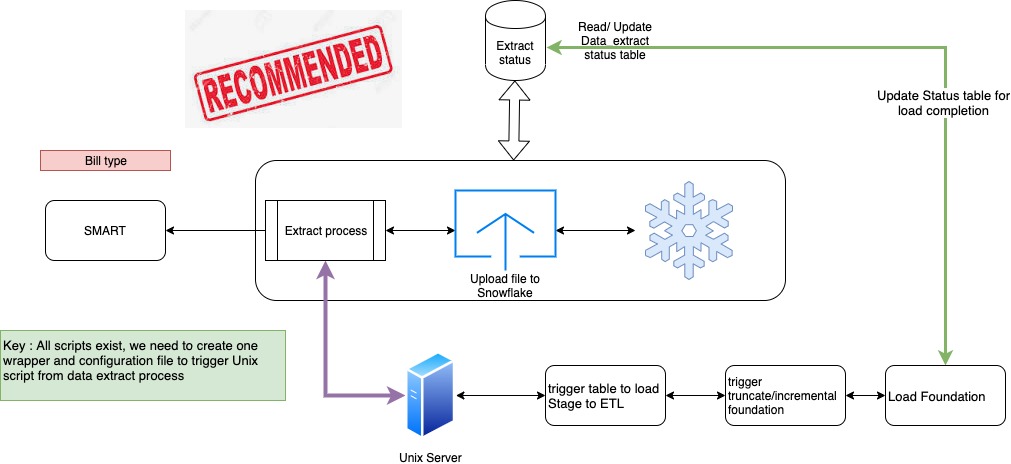 RECOMMENDED
Extract
status
Read/ Update
Data  extract
status table
Update Status table for
load completion
Bill type
SMART
Extract process
Upload file to
Snowflake
Key : All scripts exist, we need to create one
wrapper and configuration file to trigger Unix
script from data extract process
Unix Server
trigger table to load
Stage to ETL
trigger
truncate/incremental
foundation
Load Foundation